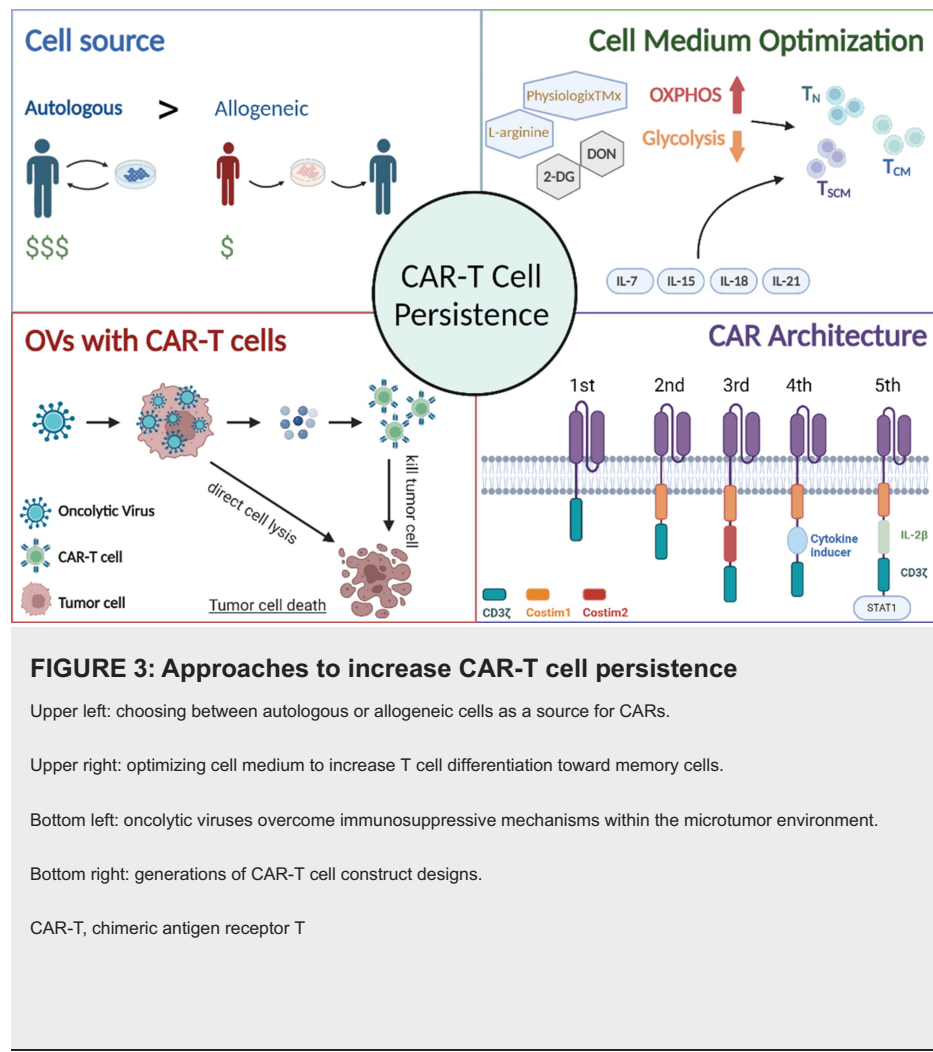 Cell source
Autologous > Allogeneic
$$$ $
Cell Medium Optimization
PhysiologixTMx
L-arginine
2-DG
DON
OXPHOS
Glycolysis
TN
TCM
TSCM
IL-7 IL-15 IL-18 IL-21
CAR-T Cell
Persistence
OVs with CAR-T cells
direct cell lysis
kill tumor cell
Oncolytic Virus
CAR-T cell
Tumor cell
Tumor cell death
CAR Architecture
1st 2nd 3rd 4th 5th
Cytokine
inducer
IL-2β
CD3ζ
STAT1
CD3ζ Costim1 Costim2
FIGURE 3: Approaches to increase CAR-T cell persistence
Upper left: choosing between autologous or allogeneic cells as a source for CARs.
Upper right: optimizing cell medium to increase T cell differentiation toward memory cells.
Bottom left: oncolytic viruses overcome immunosuppressive mechanisms within the microtumor environment.
Bottom right: generations of CAR-T cell construct designs.
CAR-T, chimeric antigen receptor T